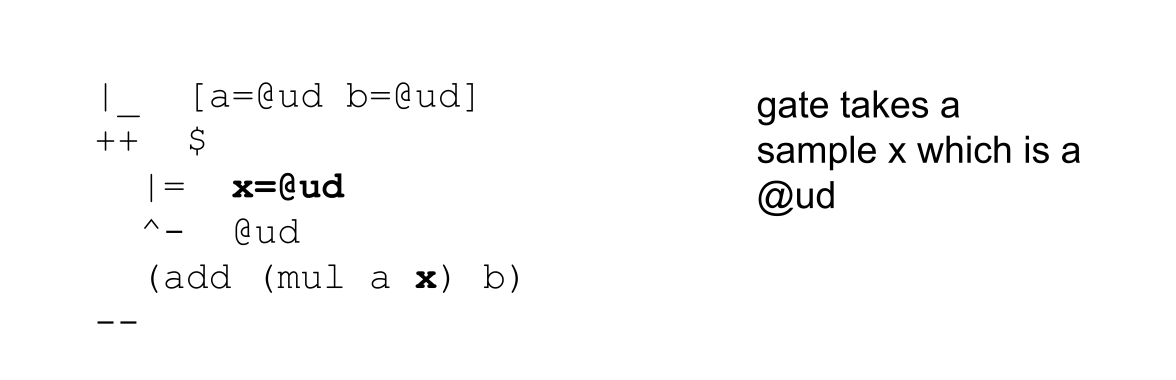 |_  [a=@ud b=@ud]
++  $
  |=  x=@ud
  ^-  @ud
  (add (mul a x) b)
--
gate takes a
sample x which is a
@ud